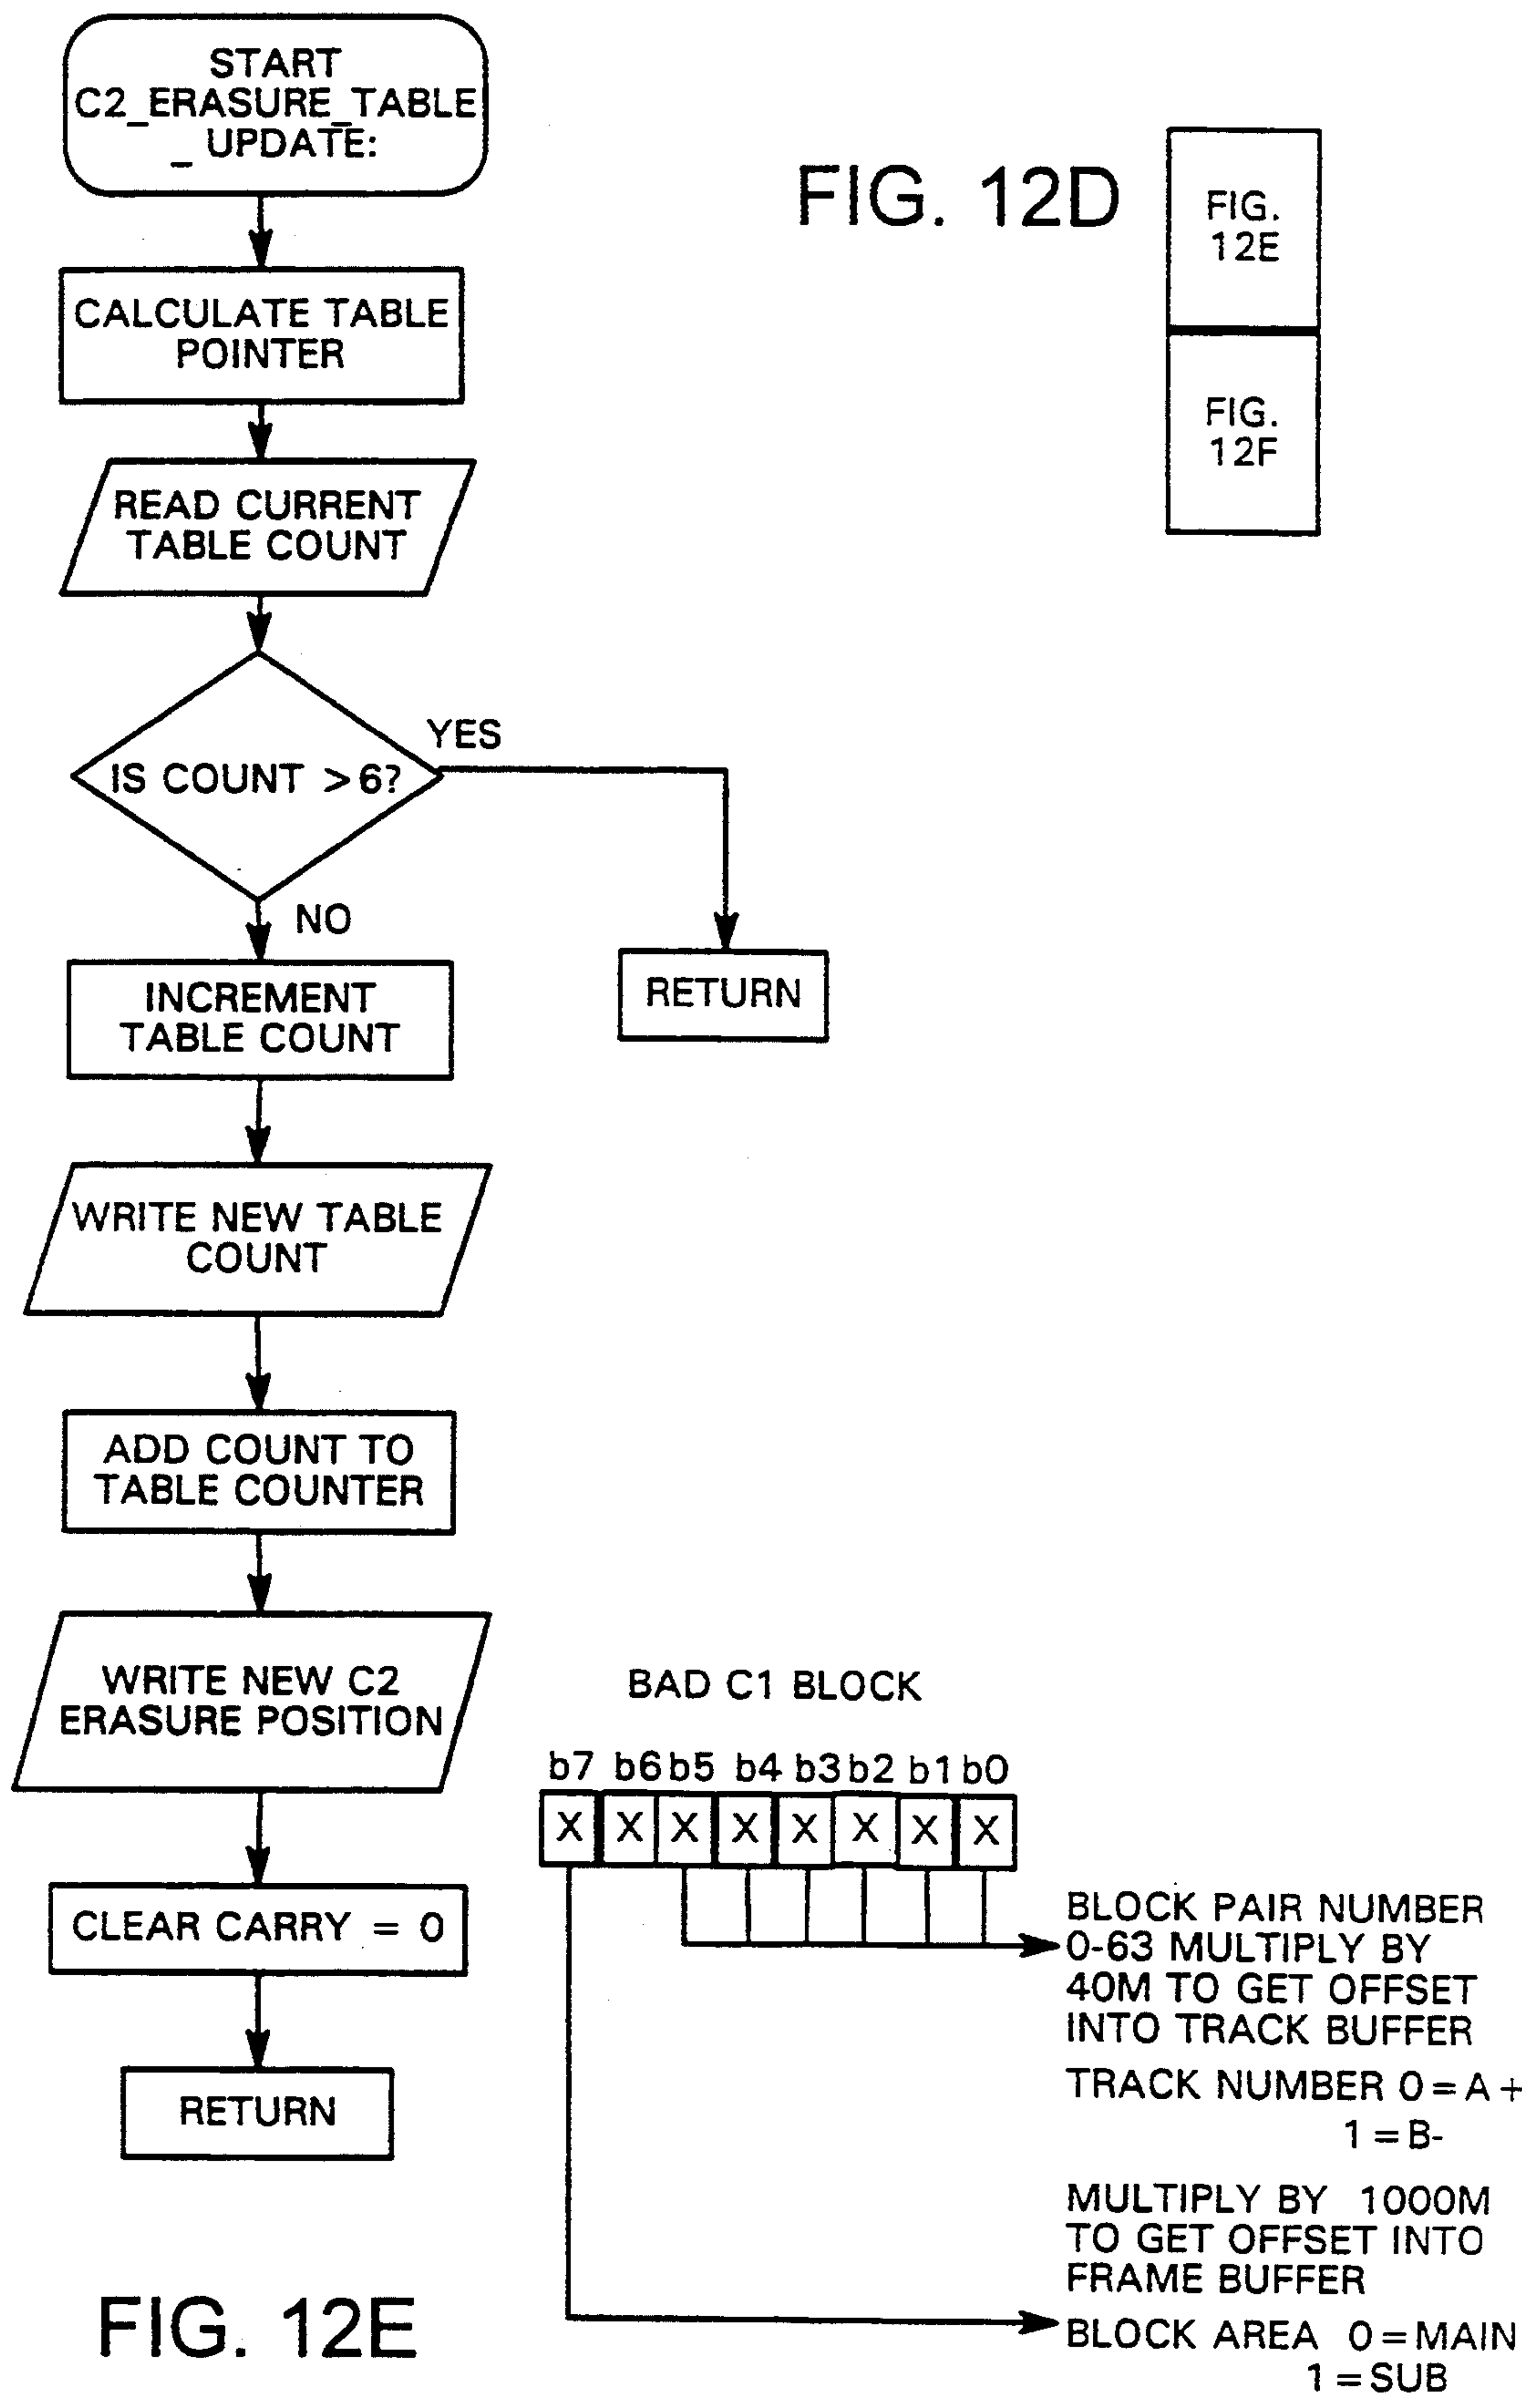 START
C2_ERASURE_TABLE
_ UPDATE:
CALCULATE TABLE
POINTER
READ CURRENT
TABLE COUNT
IS COUNT >6?
YES
NO
INCREMENT
TABLE COUNT
RETURN
WRITE NEW TABLE
COUNT
ADD COUNT TO
TABLE COUNTER
WRITE NEW C2
ERASURE POSITION
CLEAR CARRY = 0
RETURN
FIG. 12E
FIG. 12D
FIG.
12E
FIG.
12F
BAD C1 BLOCK
b7 b6 b5 b4 b3 b2 b1 b0
X X X X X X X X
BLOCK PAIR NUMBER
0-63 MULTIPLY BY
40M TO GET OFFSET
INTO TRACK BUFFER
TRACK NUMBER 0=A+
1=B-
MULTIPLY BY 1000M
TO GET OFFSET INTO
FRAME BUFFER
BLOCK AREA 0=MAIN
1=SUB